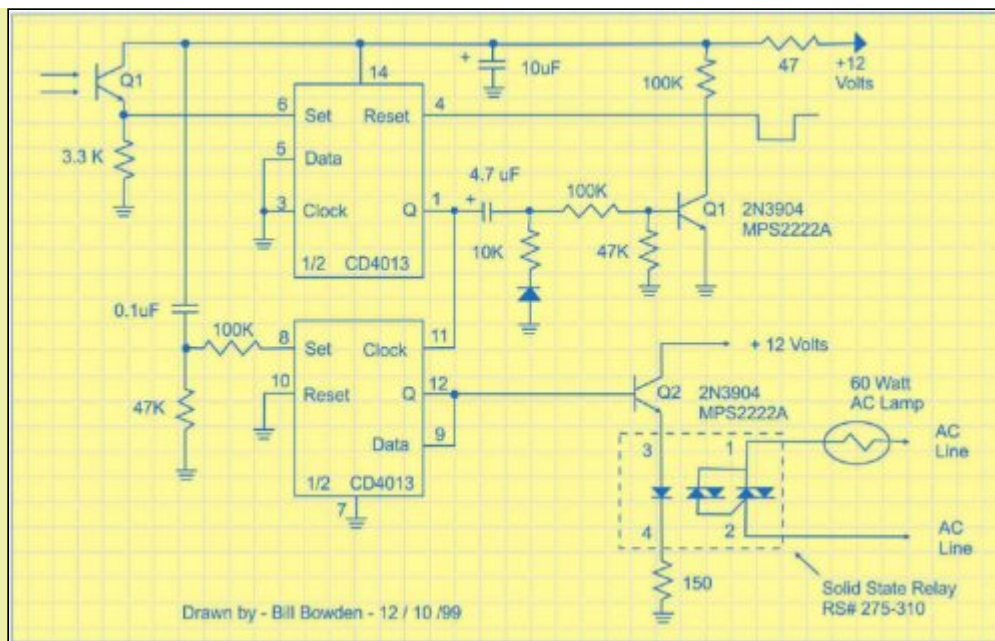 Q1
3.3 K
14
6
Set
Reset
4
5
Data
3
Clock
Q
1
1/2 CD4013
+
10uF
100K
47
+12
Volts
4.7 uF
+
100K
10K
47K
Q1
2N3904
MPS2222A
0.1uF
100K
47K
8
Set
Clock
11
10
Reset
Q
12
Data
9
1/2 CD4013
7
+ 12 Volts
Q2
2N3904
MPS2222A
60 Watt
AC Lamp
AC
Line
3
1
4
2
AC
Line
150
Solid State Relay
RS# 275-310
Drawn by - Bill Bowden - 12 / 10 /99